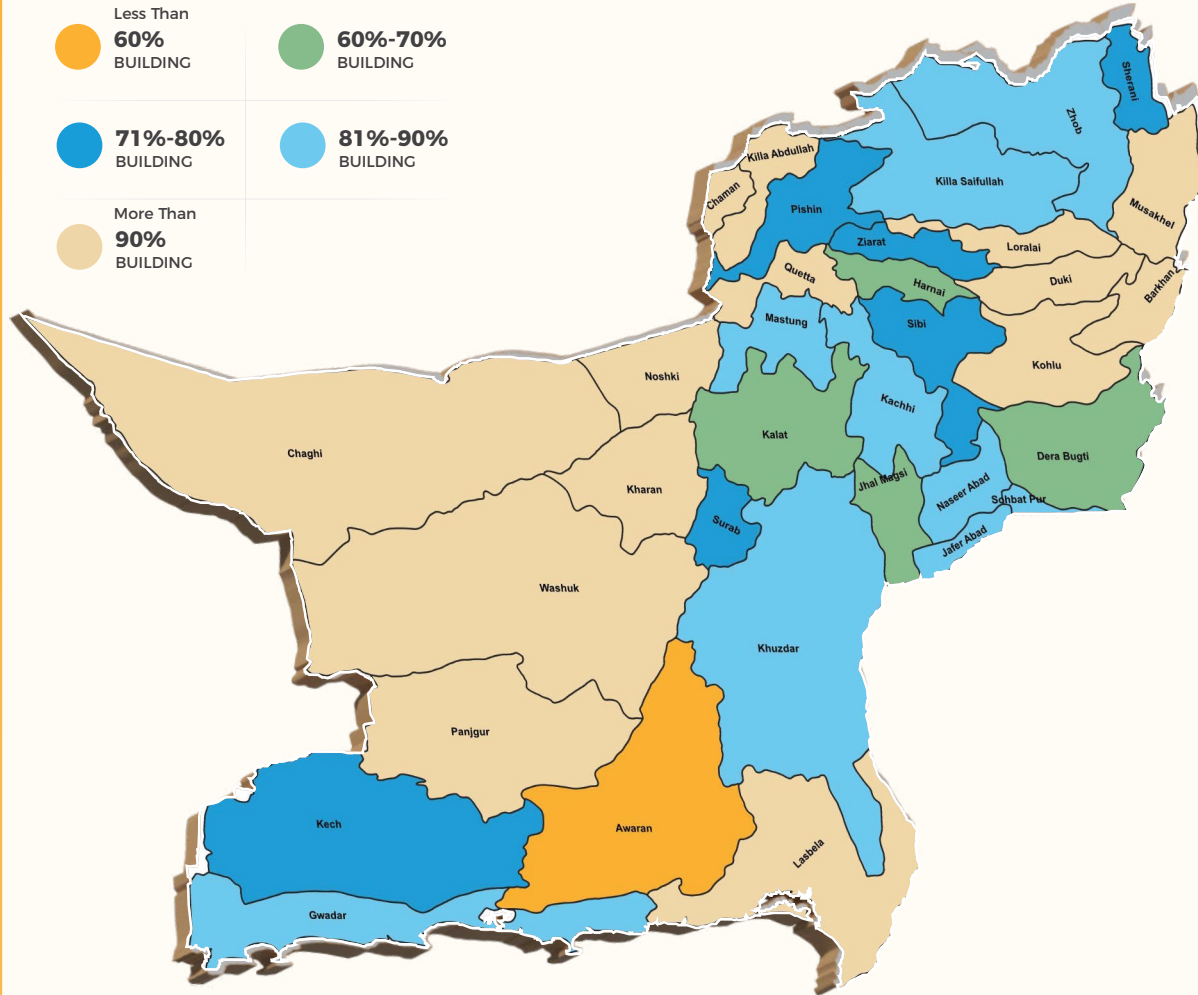 Less Than
60%
BUILDING
60%-70%
BUILDING
71%-80%
BUILDING
81%-90%
BUILDING
More Than
90%
BUILDING
Sherani
Zhob
Killa Abdullah
Killa Saifullah
Chaman
Pishin
Musakhel
Ziarat
Loralai
Quetta
Harnai
Duki
Barkhan
Mastung
Sibi
Kohlu
Noshki
Kachhi
Kalat
Chaghi
Dera Bugti
Kharan
Jhal Magsi
Naseer Abad
Sohbat Pur
Surab
Jafer Abad
Washuk
Khuzdar
Panjgur
Kech
Awaran
Lasbela
Gwadar